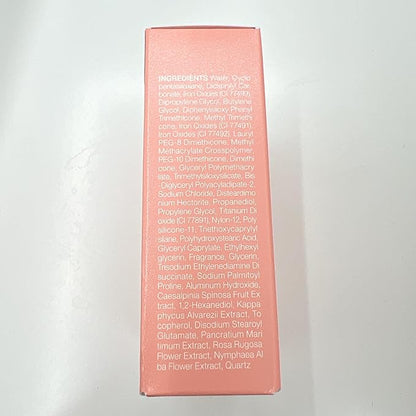 INGREDIENTS Water, Cyclo
pentasiloxane, Dicaprylyl Car
bonate, Iron Oxides (CI 77499),
Dipropylene Glycol, Butylene
Glycol, Diphenylsiloxy Phenyl
Trimethicone, Methyl Trimethi
cone, Iron Oxides (CI 77491),
Iron Oxides (CI 77492), Lauryl
PEG-8 Dimethicone, Methyl
Methacrylate Crosspolymer,
PEG-10 Dimethicone, Dimethi
cone, Glyceryl Polymethacry
late, Trimethylsiloxysilicate, Bis
-Diglyceryl Polyacyladipate-2,
Sodium Chloride, Disteardimo
nium Hectorite, Propanediol,
Propylene Glycol, Titanium Di
oxide (CI 77891), Nylon-12, Poly
silicone-11, Triethoxycaprylyl
silane, Polyhydroxystearic Acid,
Glyceryl Caprylate, Ethylhexyl
glycerin, Fragrance, Glycerin,
Trisodium Ethylenediamine Di
succinate, Sodium Palmitoyl
Proline, Aluminum Hydroxide,
Caesalpinia Spinosa Fruit Ext
ract, 1,2-Hexanediol, Kappa
phycus Alvarezii Extract, To
copherol, Disodium Stearoyl
Glutamate, Pancratium Mari
timum Extract, Rosa Rugosa
Flower Extract, Nymphaea Al
ba Flower Extract, Quartz